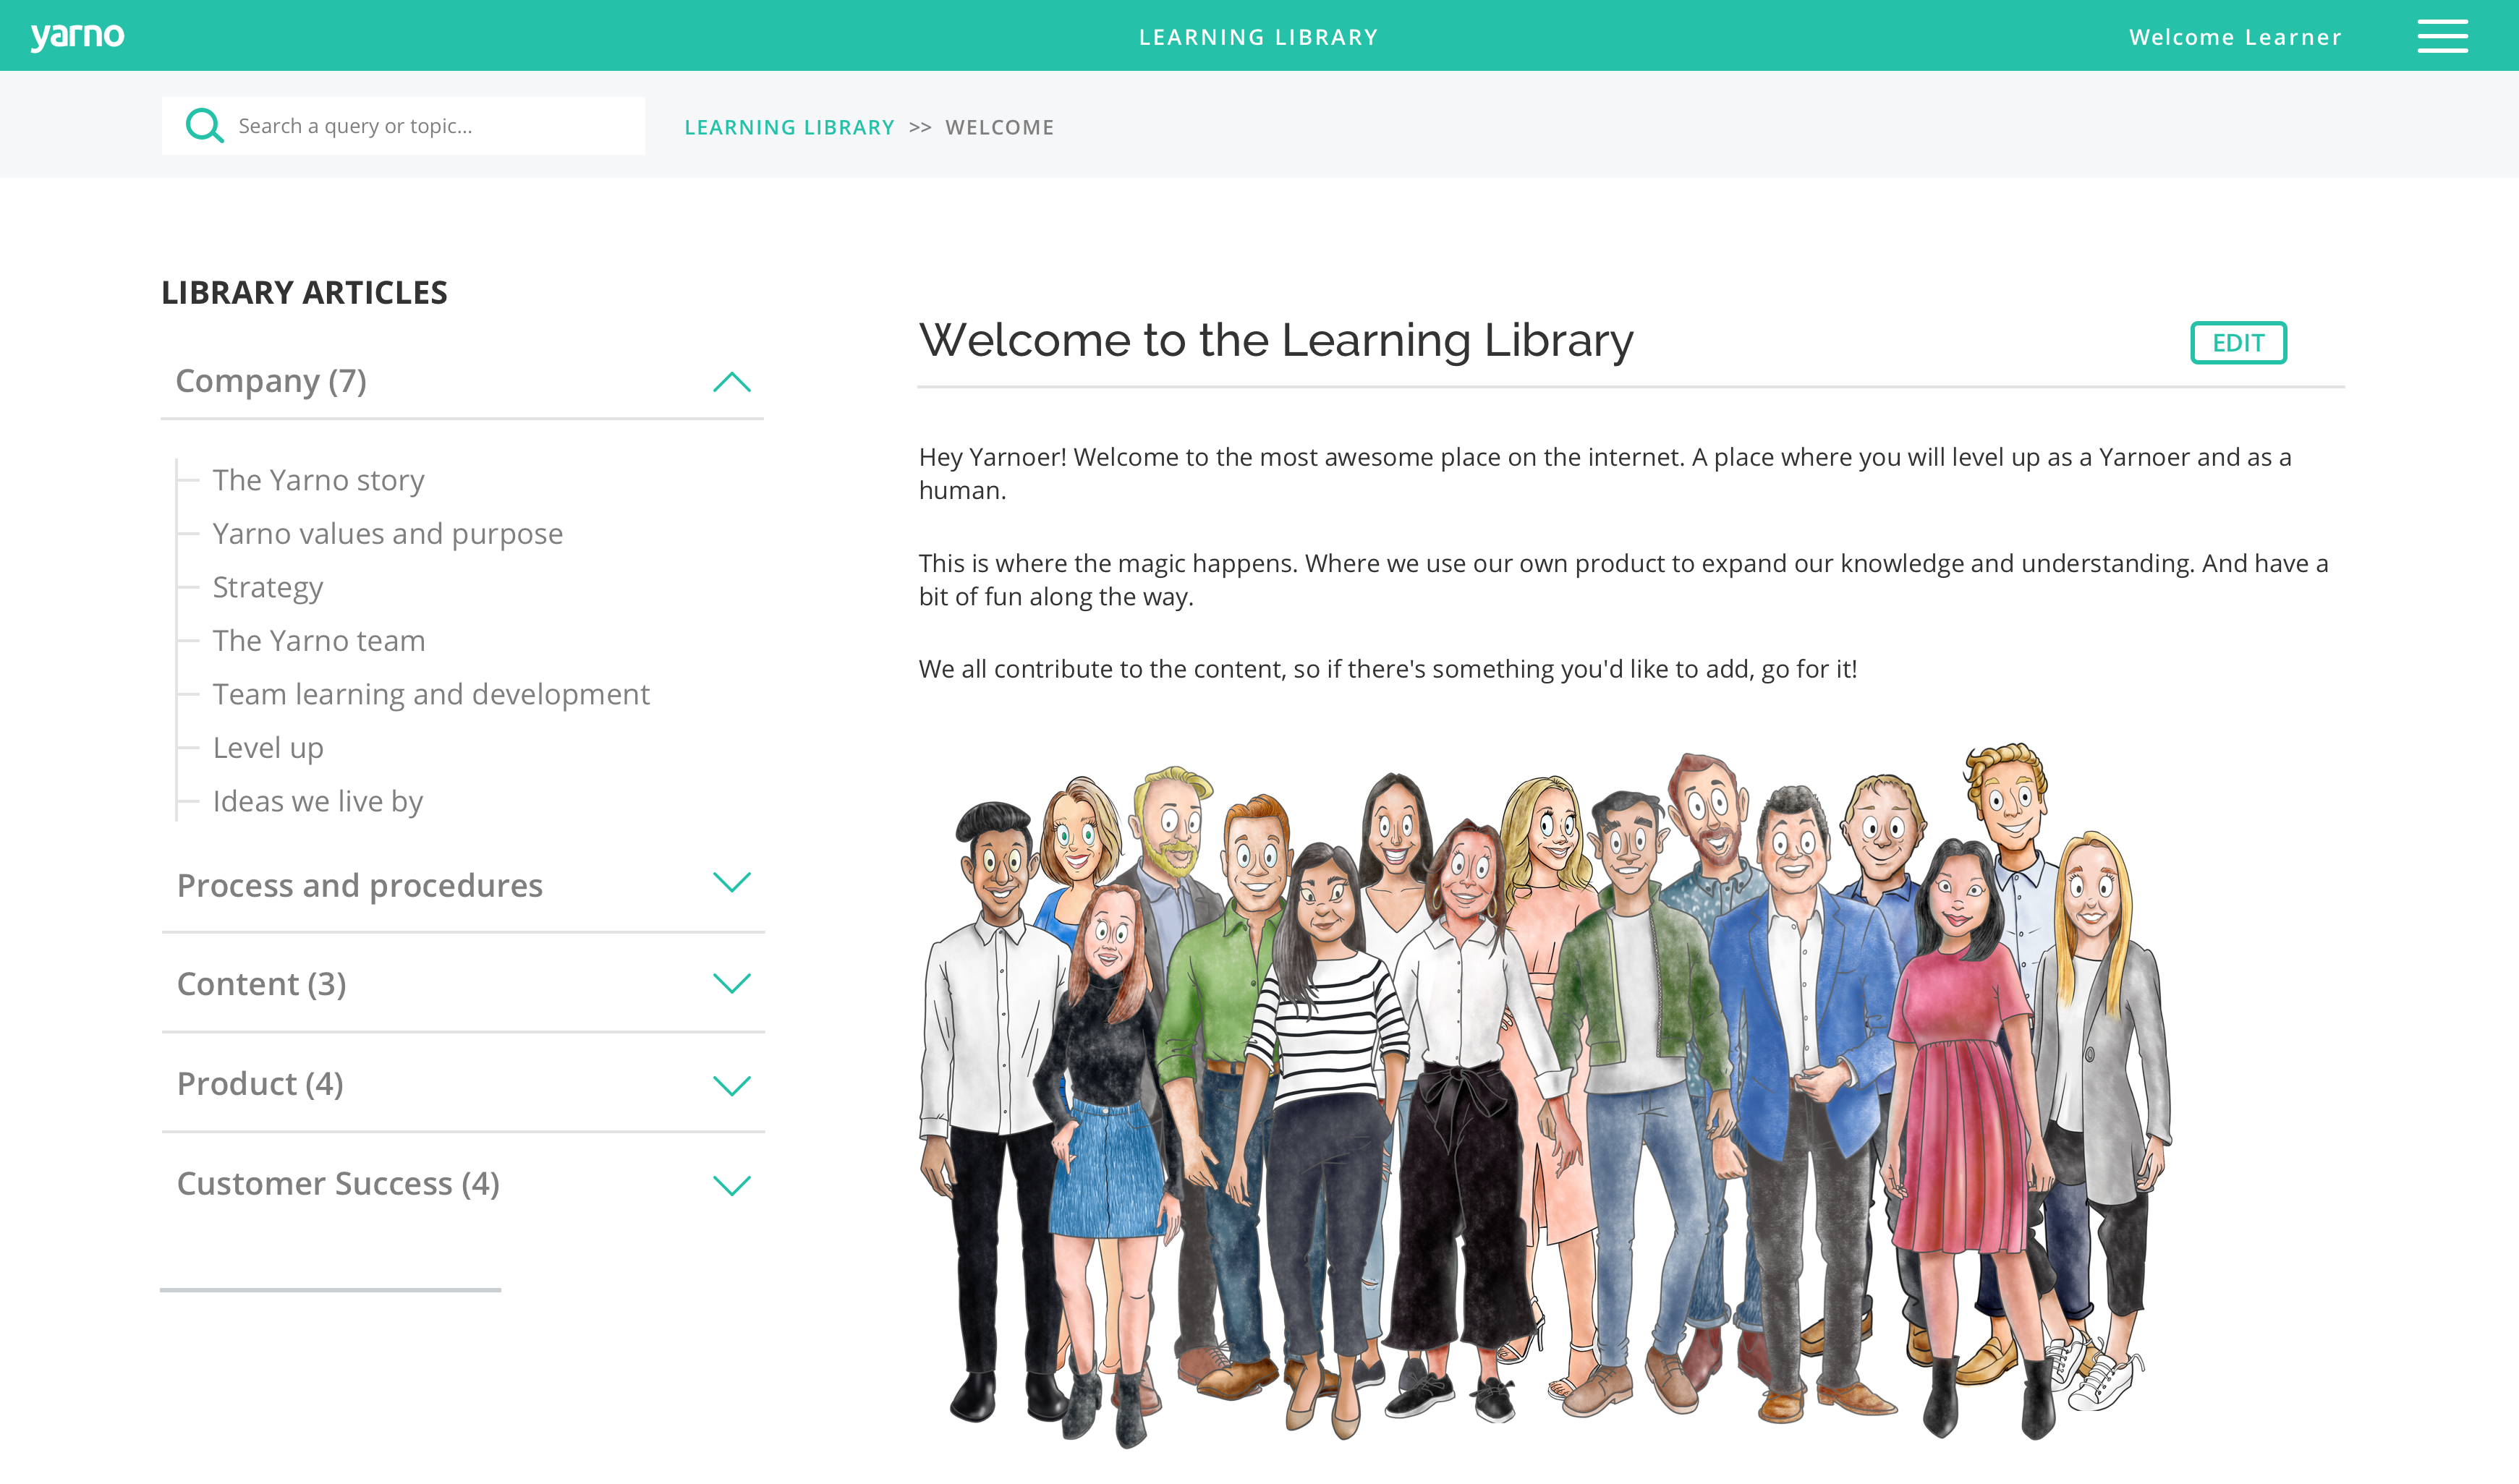 yarno
LEARNING LIBRARY
Welcome Learner
Search a query or topic...
LEARNING LIBRARY >> WELCOME
LIBRARY ARTICLES
Company (7)
The Yarno story
Yarno values and purpose
Strategy
The Yarno team
Team learning and development
Level up
Ideas we live by
Process and procedures
Content (3)
Product (4)
Customer Success (4)
Welcome to the Learning Library
EDIT
Hey Yarnoer! Welcome to the most awesome place on the internet. A place where you will level up as a Yarnoer and as a
human.
This is where the magic happens. Where we use our own product to expand our knowledge and understanding. And have a
bit of fun along the way.
We all contribute to the content, so if there's something you'd like to add, go for it!